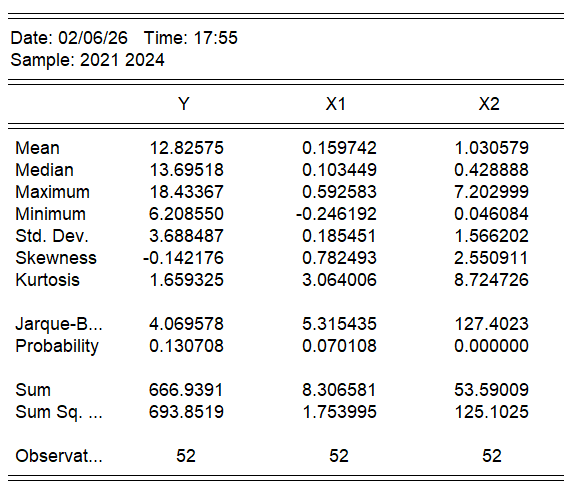 Date: 02/06/26 Time: 17:55
Sample: 2021 2024
Y X1 X2
Mean 12.82575 0.159742 1.030579
Median 13.69518 0.103449 0.428888
Maximum 18.43367 0.592583 7.202999
Minimum 6.208550 -0.246192 0.046084
Std. Dev. 3.688487 0.185451 1.566202
Skewness -0.142176 0.782493 2.550911
Kurtosis 1.659325 3.064006 8.724726
Jarque-B... 4.069578 5.315435 127.4023
Probability 0.130708 0.070108 0.000000
Sum 666.9391 8.306581 53.59009
Sum Sq. ... 693.8519 1.753995 125.1025
Observat... 52 52 52